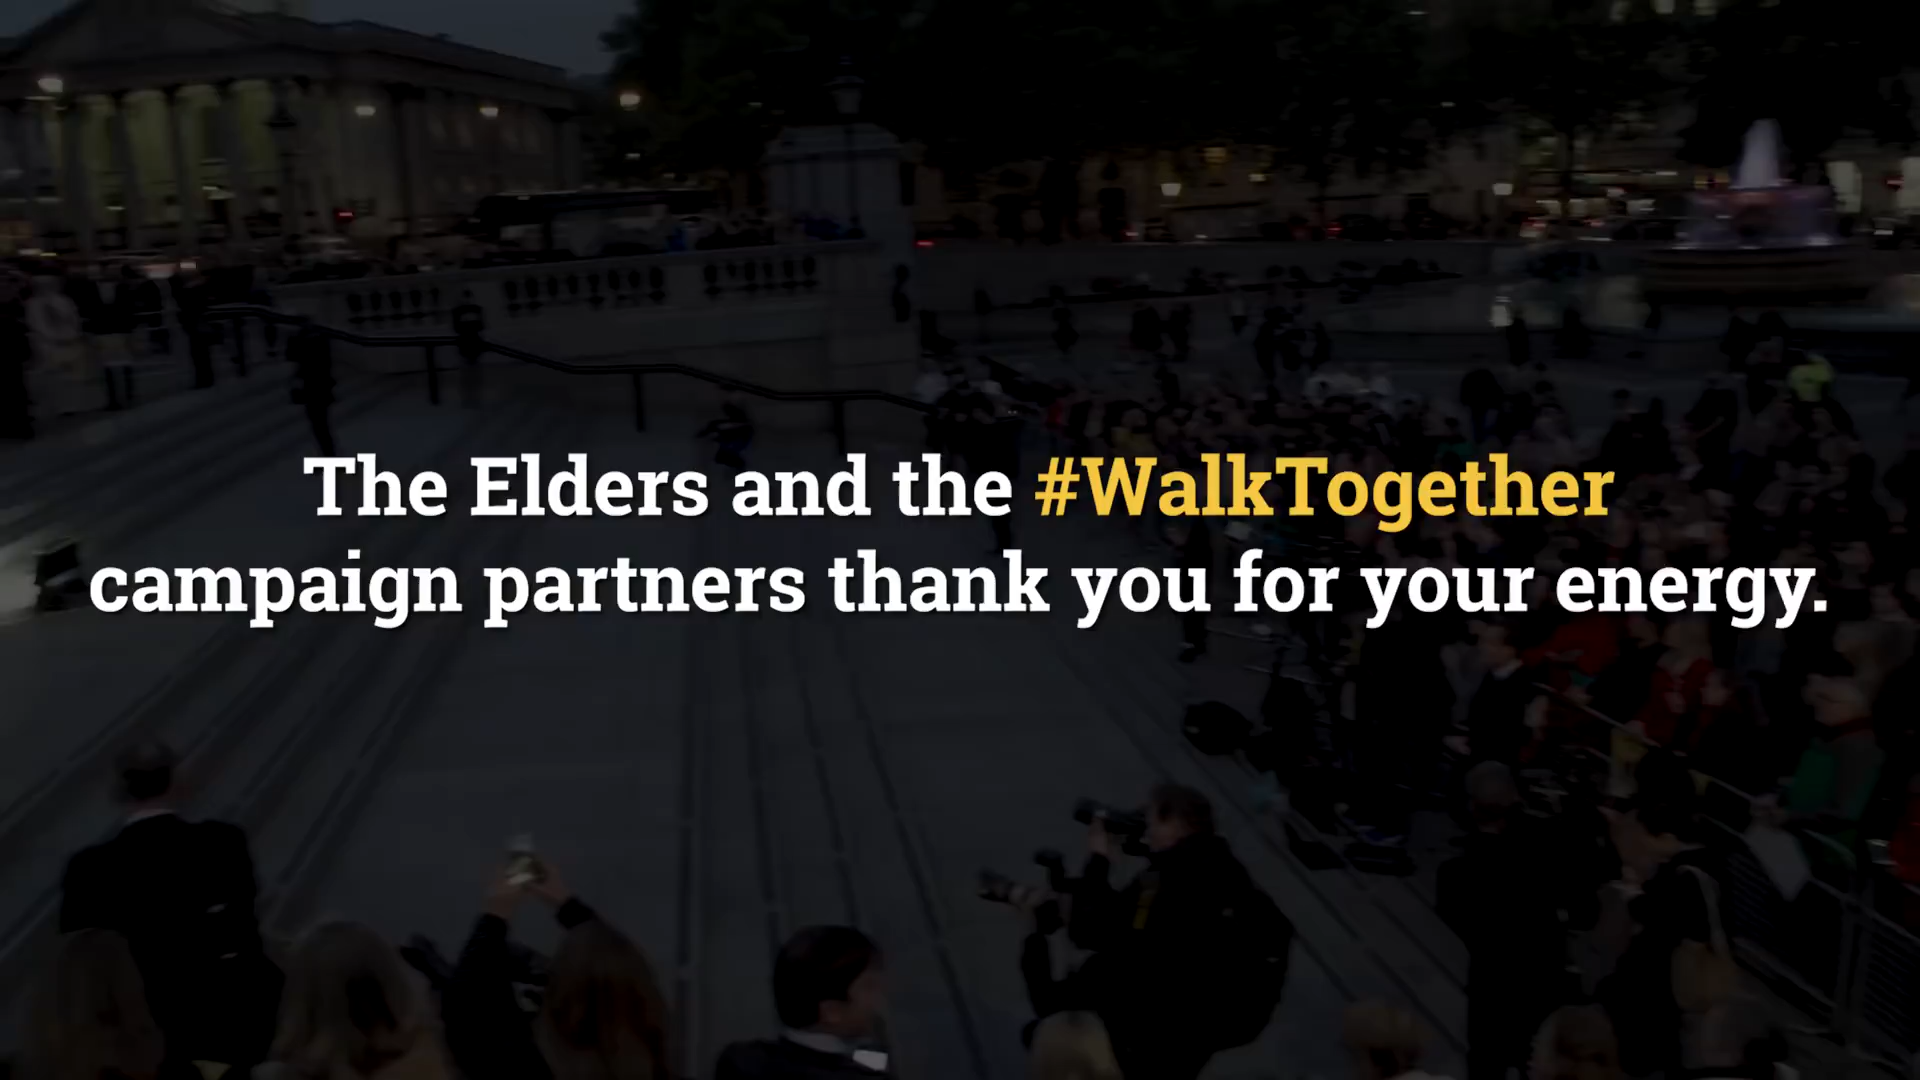 The Elders and the #WalkTogether
campaign partners thank you for your energy.